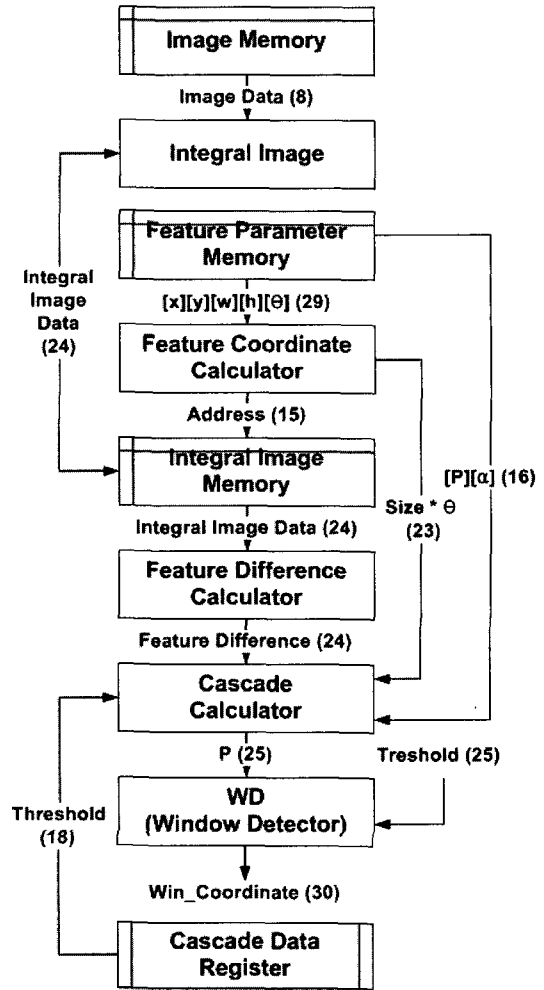 Image Memory
Image Data (8)
Integral Image
Feature Parameter
Memory
Integral
Image
Data
(24)
[x][y][w][h][Θ] (29)
Feature Coordinate
Calculator
Address (15)
Integral Image
Memory
[P][α] (16)
Size * Θ
(23)
Integral Image Data (24)
Feature Difference
Calculator
Feature Difference (24)
Cascade
Calculator
P (25)
Treshold (25)
WD
(Window Detector)
Threshold
(18)
Win_Coordinate (30)
Cascade Data
Register